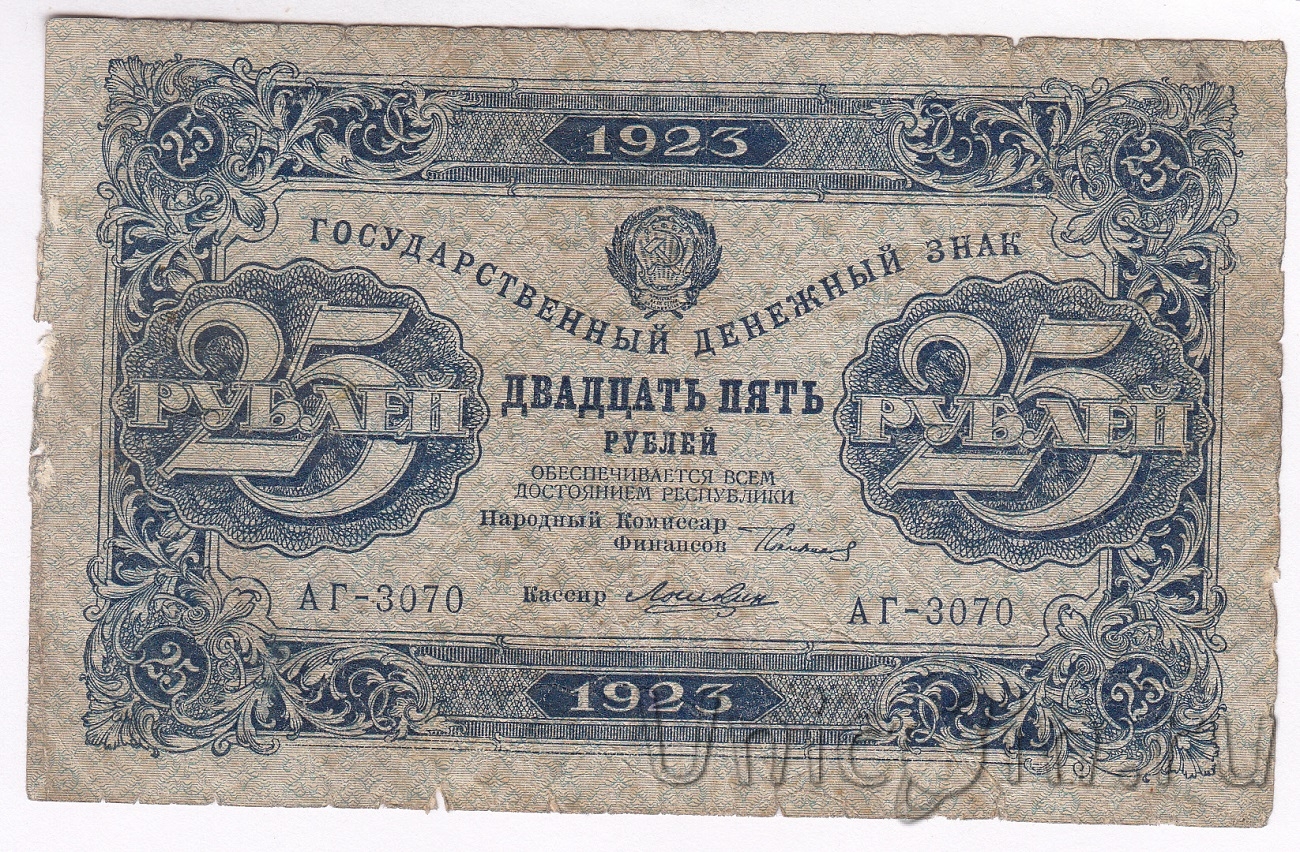 25
1923
25
ГОСУДАРСТВЕННЫЙ ДЕНЕЖНЫЙ ЗНАК
25 РУБЛЕЙ
25 РУБЛЕЙ
ДВАДЦАТЬ ПЯТЬ
РУБЛЕЙ
ОБЕСПЕЧИВАЕТСЯ ВСЕМ
ДОСТОЯНИЕМ РЕСПУБЛИКИ
Народный Комиссар
Финансов
Кассир
АГ-3070
АГ-3070
25
1923
25